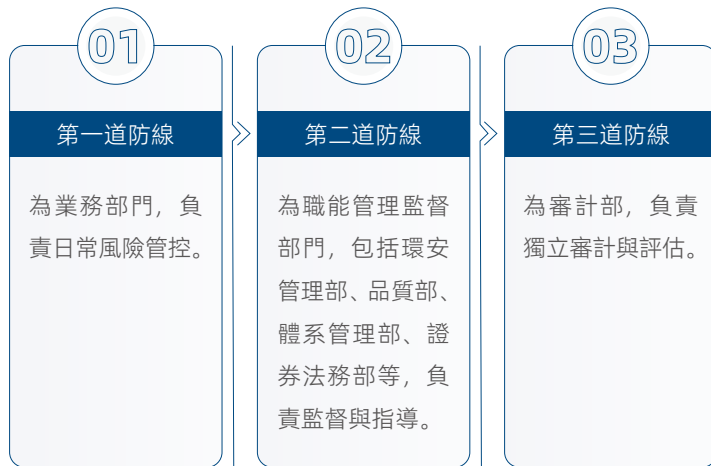 01
第一道防線
為業務部門，負
責日常風險管控。
02
第二道防線
為職能管理監督
部門，包括環安
管理部、品質部、
體系管理部、證
券法務部等，負
責監督與指導。
03
第三道防線
為審計部，負責
獨立審計與評估。